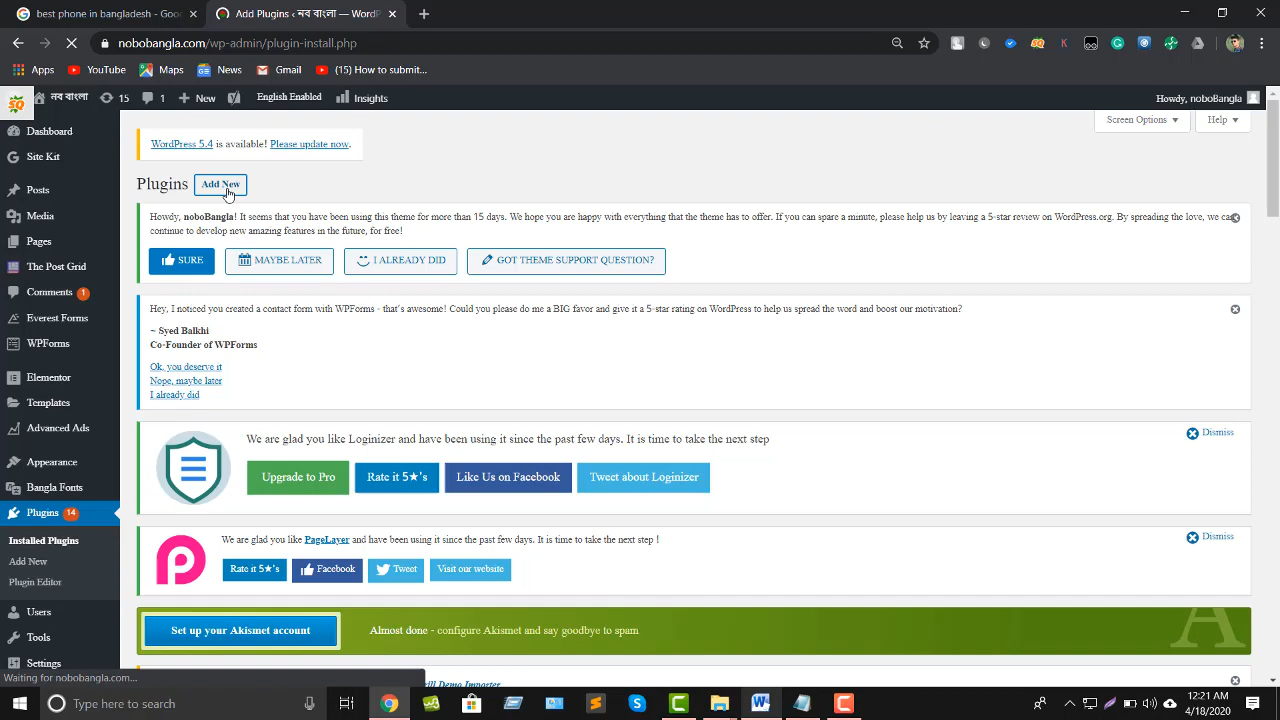 best phone in bangladesh - Goo
Add Plugins ‹ নব বাংলা — WordP
nobobangla.com/wp-admin/plugin-install.php
Apps
YouTube
Maps
News
Gmail
(15) How to submit...
নব বাংলা
15
1
New
English Enabled
Insights
Howdy, noboBangla
SQ
Dashboard
Site Kit
Posts
Media
Pages
The Post Grid
Comments 1
Everest Forms
WPForms
Elementor
Templates
Advanced Ads
Appearance
Bangla Fonts
Plugins 14
Installed Plugins
Add New
Plugin Editor
Users
Tools
Settings
Screen Options
Help
WordPress 5.4 is available! Please update now.
Plugins
Add New
Howdy, noboBangla! It seems that you have been using this theme for more than 15 days. We hope you are happy with everything that the theme has to offer. If you can spare a minute, please help us by leaving a 5-star review on WordPress.org. By spreading the love, we can
continue to develop new amazing features in the future, for free!
SURE
MAYBE LATER
I ALREADY DID
GOT THEME SUPPORT QUESTION?
Hey, I noticed you created a contact form with WPForms - that's awesome! Could you please do me a BIG favor and give it a 5-star rating on WordPress to help us spread the word and boost our motivation?
~ Syed Balkhi
Co-Founder of WPForms
Ok, you deserve it
Nope, maybe later
I already did
We are glad you like Loginizer and have been using it since the past few days. It is time to take the next step
Dismiss
Upgrade to Pro
Rate it 5★'s
Like Us on Facebook
Tweet about Loginizer
We are glad you like PageLayer and have been using it since the past few days. It is time to take the next step !
Dismiss
Rate it 5★'s
Facebook
Tweet
Visit our website
Set up your Akismet account
Almost done - configure Akismet and say goodbye to spam
A
Demo Importer
Waiting for nobobangla.com...
Type here to search
12:21 AM
4/18/2020